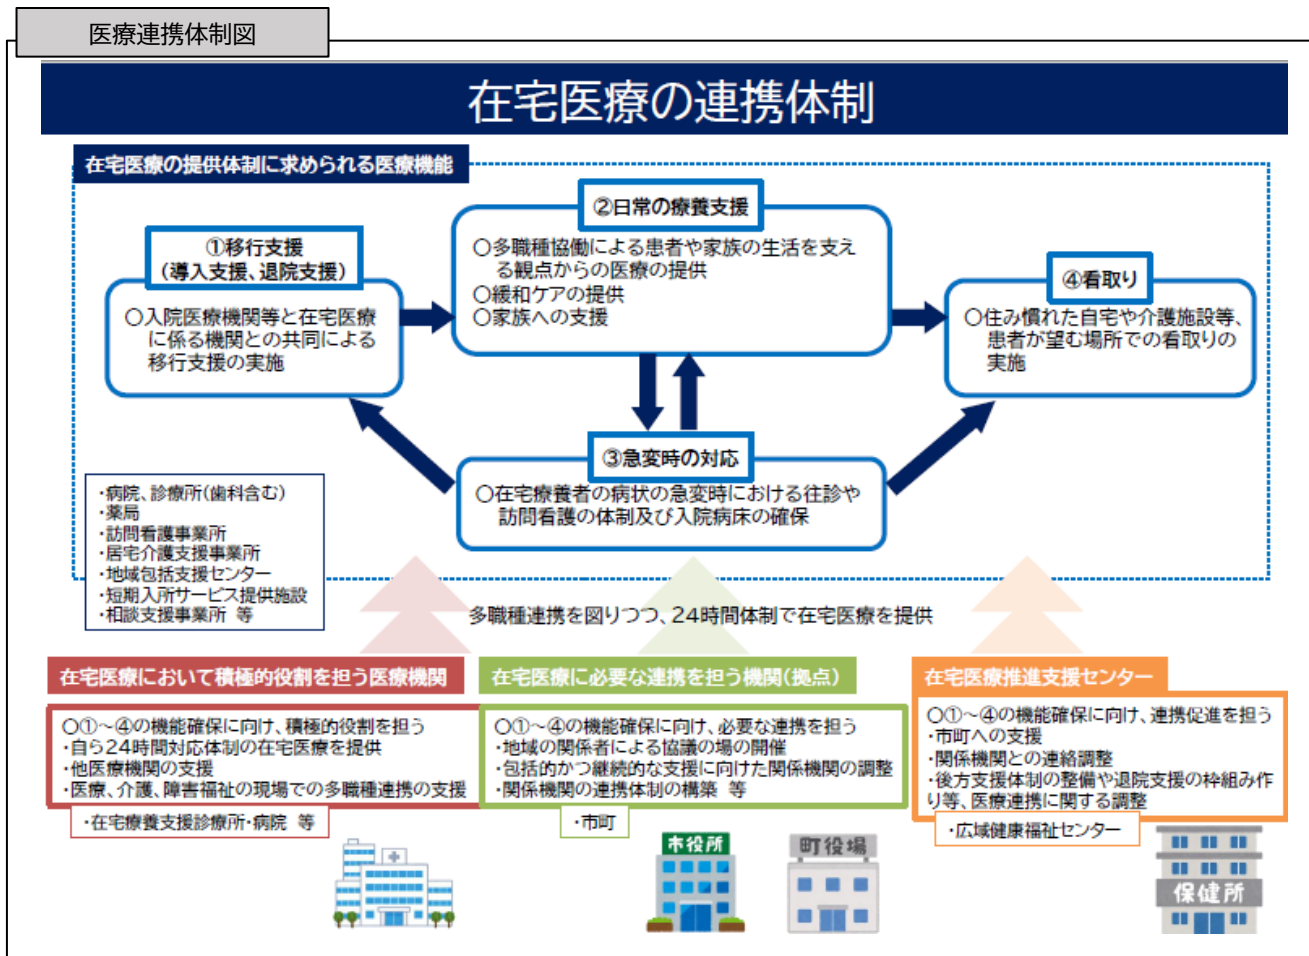 医療連携体制図
在宅医療の連携体制
在宅医療の提供体制に求められる医療機能
①移行支援
(導入支援、退院支援)
〇入院医療機関等と在宅医療
に係る機関との共同による
移行支援の実施
②日常の療養支援
〇多職種協働による患者や家族の生活を支え
る観点からの医療の提供
〇緩和ケアの提供
〇家族への支援
④看取り
〇住み慣れた自宅や介護施設等、
患者が望む場所での看取りの
実施
③急変時の対応
〇在宅療養者の病状の急変時における往診や
訪問看護の体制及び入院病床の確保
・病院、診療所(歯科含む)
・薬局
・訪問看護事業所
・居宅介護支援事業所
・地域包括支援センター
・短期入所サービス提供施設
・相談支援事業所 等
多職種連携を図りつつ、24時間体制で在宅医療を提供
在宅医療において積極的役割を担う医療機関
〇①~④の機能確保に向け、積極的役割を担う
・自ら24時間対応体制の在宅医療を提供
・他医療機関の支援
・医療、介護、障害福祉の現場での多職種連携の支援
・在宅療養支援診療所・病院 等
在宅医療に必要な連携を担う機関(拠点)
〇①~④の機能確保に向け、必要な連携を担う
・地域の関係者による協議の場の開催
・包括的かつ継続的な支援に向けた関係機関の調整
・関係機関の連携体制の構築 等
・市町
市役所
町役場
在宅医療推進支援センター
〇①~④の機能確保に向け、連携促進を担う
・市町への支援
・関係機関との連絡調整
・後方支援体制の整備や退院支援の枠組み作
り等、医療連携に関する調整
・広域健康福祉センター
保健所